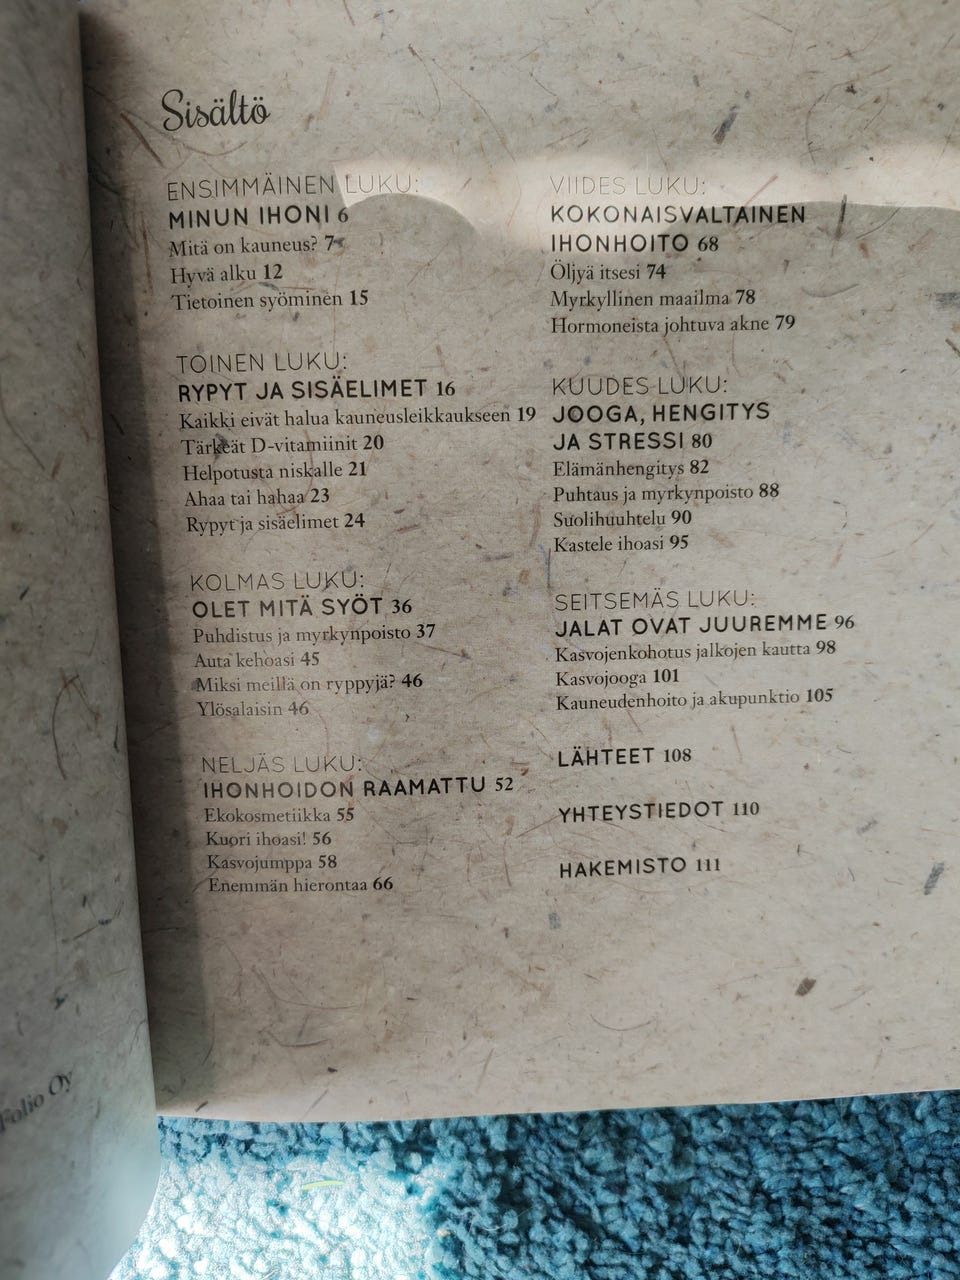 Sisältö
ENSIMMÄINEN LUKU:
MINUN IHONI 6
Mitä on kauneus? 7
Hyvä alku 12
Tietoinen syöminen 15
TOINEN LUKU:
RYPYT JA SISÄELIMET 16
Kaikki eivät halua kauneusleikkaukseen 19
Tärkeät D-vitamiinit 20
Helpotusta niskalle 21
Ahaa tai hahaa 23
Rypyt ja sisäelimet 24
KOLMAS LUKU:
OLET MITÄ SYÖT 36
Puhdistus ja myrkynpoisto 37
Auta kehoasi 45
Miksi meillä on ryppyjä? 46
Ylösalaisin 46
NELJÄS LUKU:
IHONHOIDON RAAMATTU 52
Ekokosmetiikka 55
Kuori ihoasi! 56
Kasvojumppa 58
Enemmän hierontaa 66
VIIDES LUKU:
KOKONAISVALTAINEN
IHONHOITO 68
Öljyä itsesi 74
Myrkyllinen maailma 78
Hormoneista johtuva akne 79
KUUDES LUKU:
JOOGA, HENGITYS
JA STRESSI 80
Elämänhengitys 82
Puhtaus ja myrkynpoisto 88
Suolihuuhtelu 90
Kastele ihoasi 95
SEITSEMÄS LUKU:
JALAT OVAT JUUREMME 96
Kasvojenkohotus jalkojen kautta 98
Kasvojooga 101
Kauneudenhoito ja akupunktio 105
LÄHTEET 108
YHTEYSTIEDOT 110
HAKEMISTO 111
Folio Oy